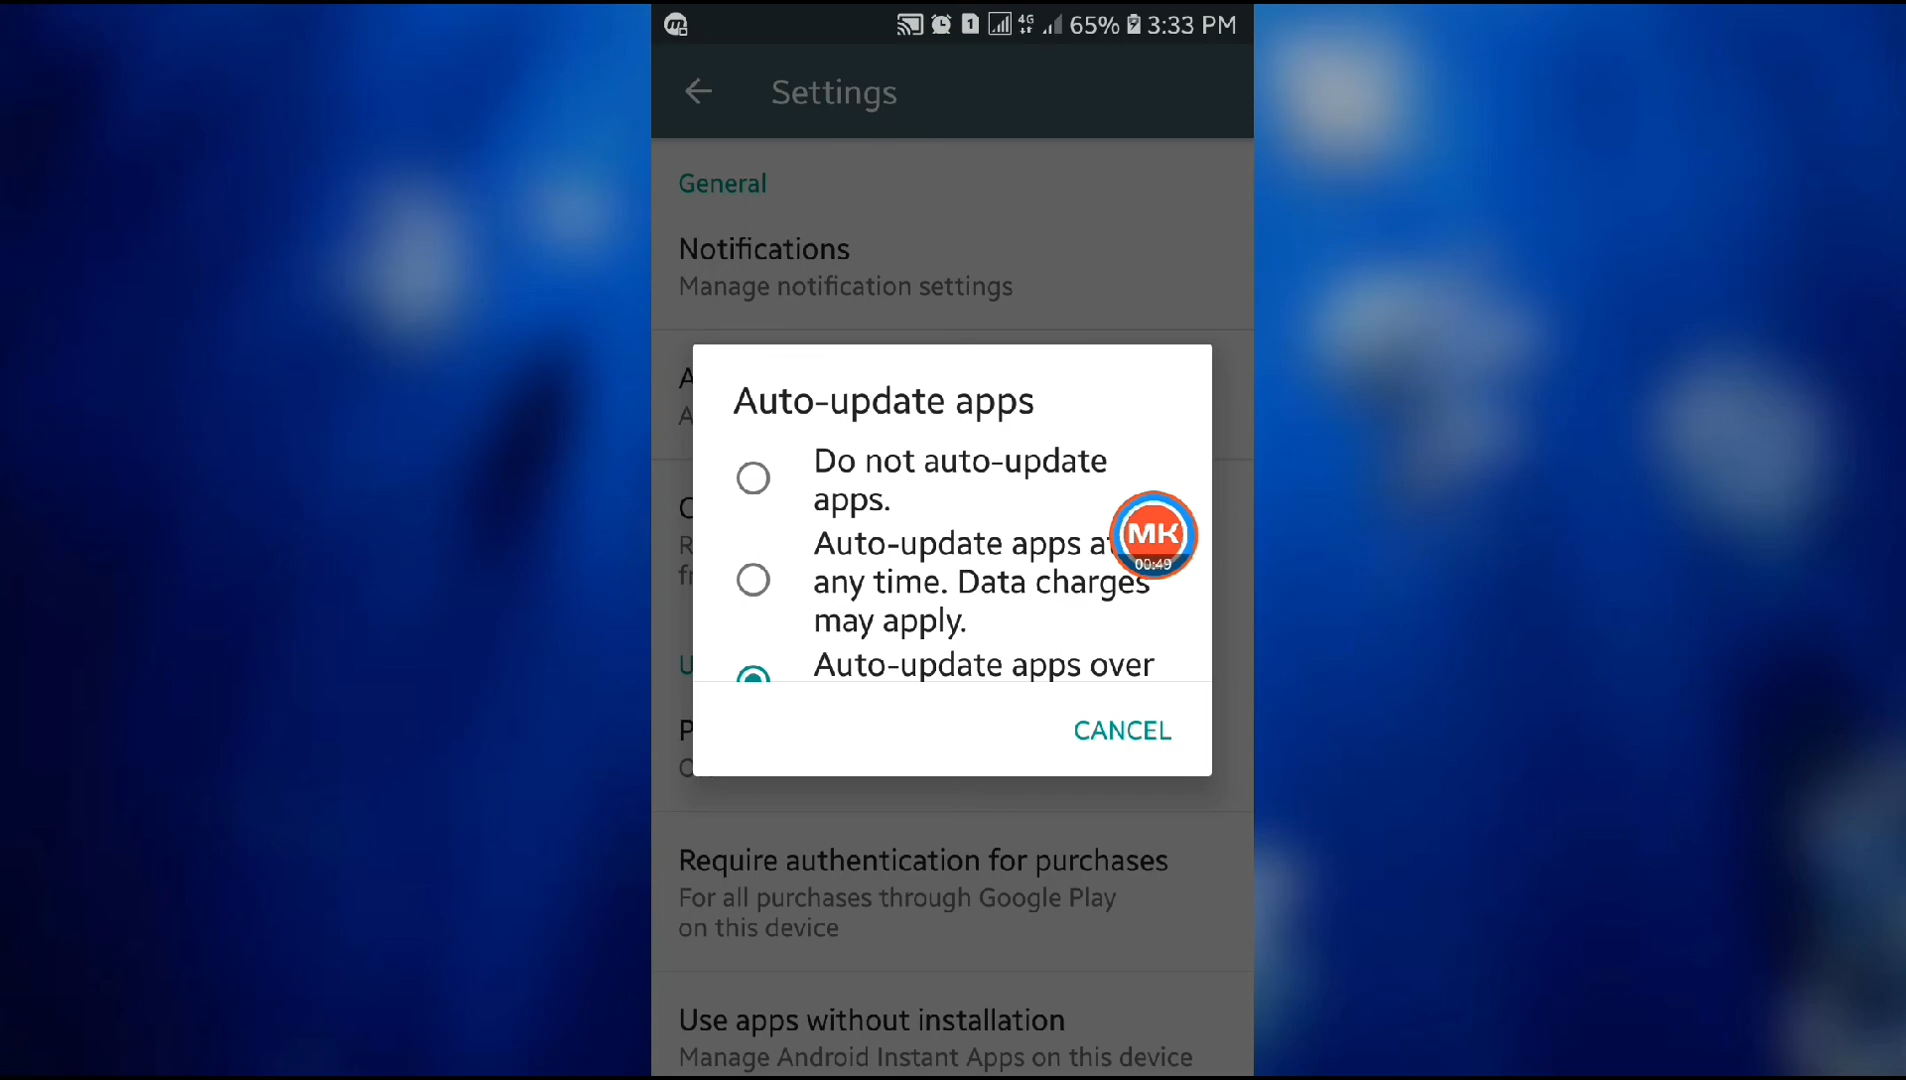 1 4G 65% 3:33 PM
Settings
General
Notifications
Manage notification settings
Auto-update apps
Do not auto-update
apps.
Auto-update apps at
any time. Data charges
may apply.
MK
00:49
Auto-update apps over
CANCEL
Require authentication for purchases
For all purchases through Google Play
on this device
Use apps without installation
Manage Android Instant Apps on this device